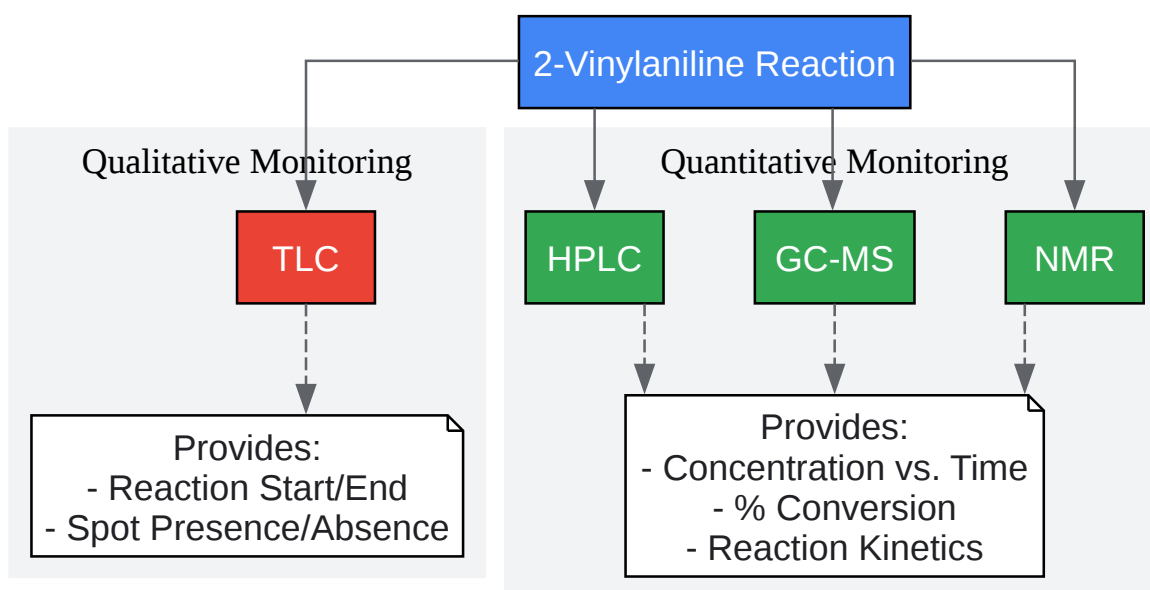 2-Vinylaniline Reaction
Qualitative Monitoring
Quantitative Monitoring
TLC
HPLC
GC-MS
NMR
Provides:
- Reaction Start/End
- Spot Presence/Absence
Provides:
- Concentration vs. Time
- % Conversion
- Reaction Kinetics